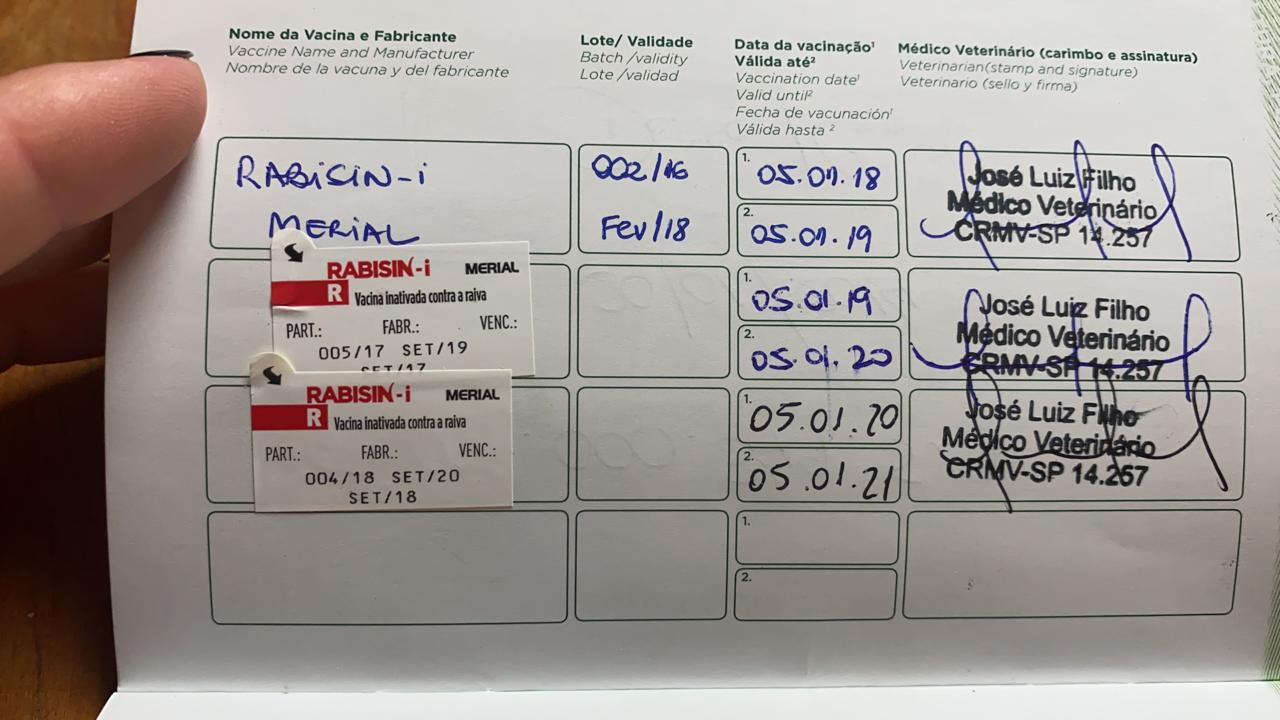 Nome da Vacina e Fabricante
Vaccine Name and Manufacturer
Nombre de la vacuna y del fabricante
Lote/ Validade
Batch /validity
Lote /validad
Data da vacinação¹
Válida até²
Vaccination date¹
Valid until²
Fecha de vacunación¹
Válida hasta ²
Médico Veterinário (carimbo e assinatura)
Veterinarian(stamp and signature)
Veterinario (sello y firma)
RABISIN-i
MERIAL
002/16
Fev/18
1. 05.01.18
2. 05.01.19
José Luiz Filho
Médico Veterinário
CRMV-SP 14.257
RABISIN-i MERIAL
R Vacina inativada contra a raiva
PART.: FABR.: VENC.:
005/17 SET/19
SET/17
1. 05.01.19
2. 05.01.20
José Luiz Filho
Médico Veterinário
CRMV-SP 14.257
RABISIN-i MERIAL
R Vacina inativada contra a raiva
PART.: FABR.: VENC.:
004/18 SET/20
SET/18
1. 05.01.20
2. 05.01.21
José Luiz Filho
Médico Veterinário
CRMV-SP 14.257
1.
2.